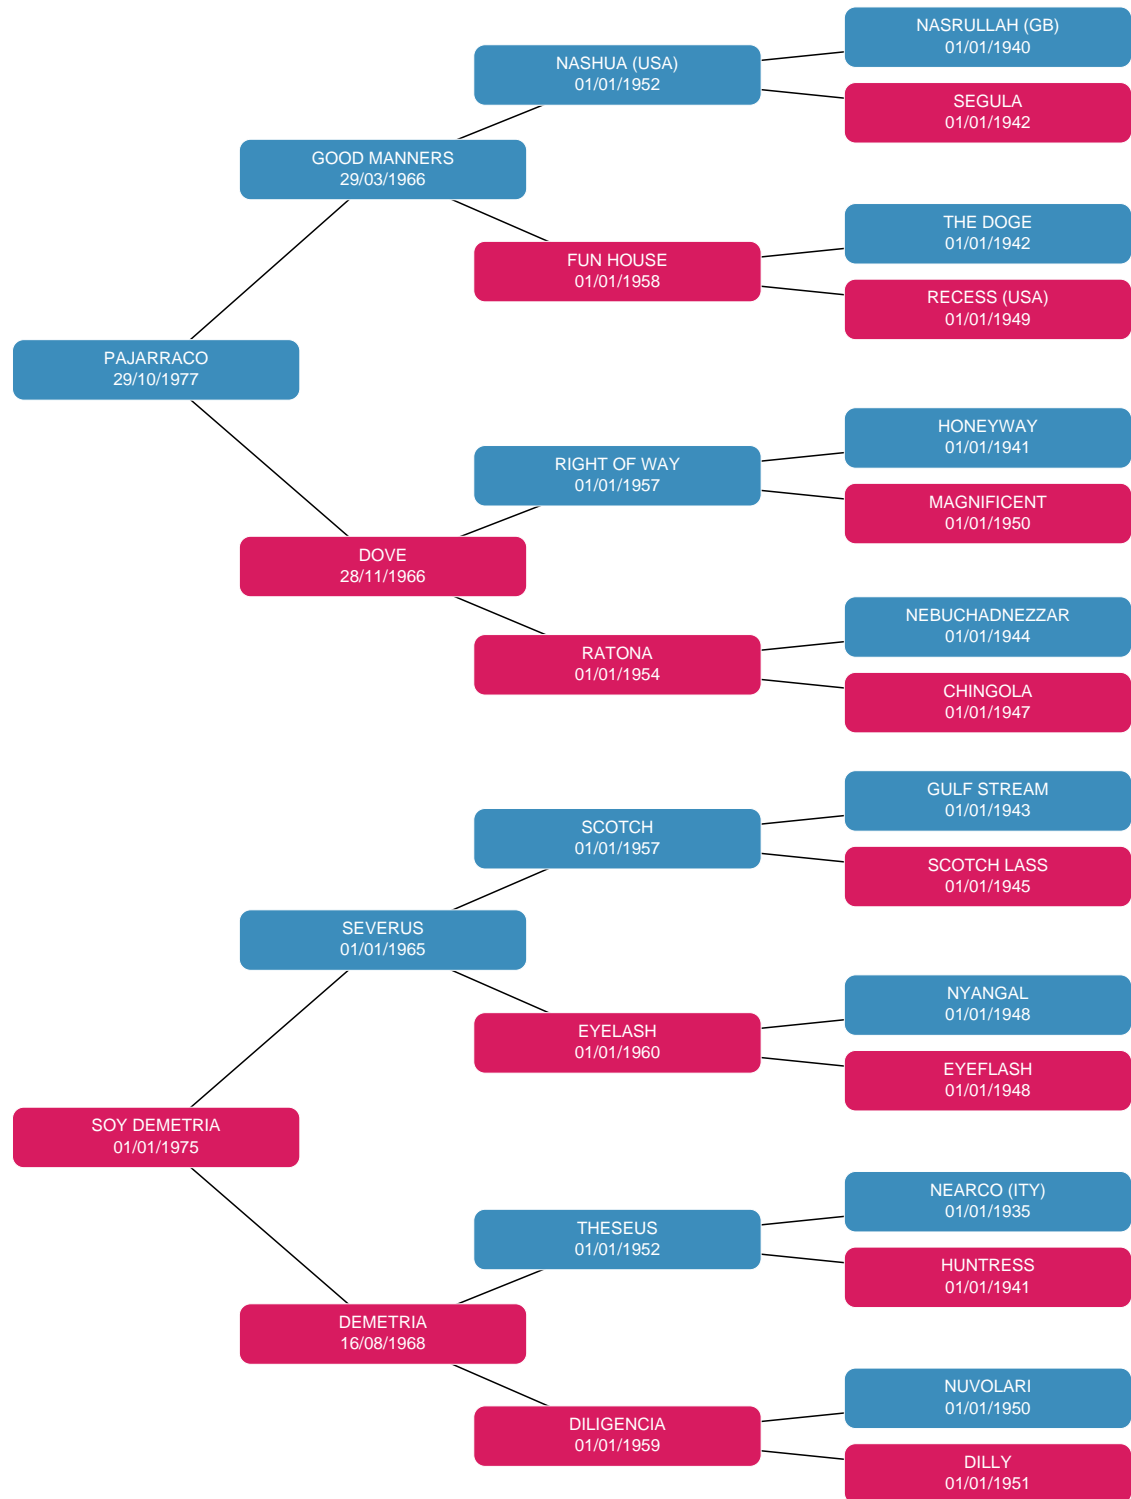 NASRULLAH (GB)
01/01/1940
NASHUA (USA)
01/01/1952
SEGULA
01/01/1942
GOOD MANNERS
29/03/1966
THE DOGE
01/01/1942
FUN HOUSE
01/01/1958
RECESS (USA)
01/01/1949
PAJARRACO
29/10/1977
HONEYWAY
01/01/1941
RIGHT OF WAY
01/01/1957
MAGNIFICENT
01/01/1950
DOVE
28/11/1966
NEBUCHADNEZZAR
01/01/1944
RATONA
01/01/1954
CHINGOLA
01/01/1947
GULF STREAM
01/01/1943
SCOTCH
01/01/1957
SCOTCH LASS
01/01/1945
SEVERUS
01/01/1965
NYANGAL
01/01/1948
EYELASH
01/01/1960
EYEFLASH
01/01/1948
SOY DEMETRIA
01/01/1975
NEARCO (ITY)
01/01/1935
THESEUS
01/01/1952
HUNTRESS
01/01/1941
DEMETRIA
16/08/1968
NUVOLARI
01/01/1950
DILIGENCIA
01/01/1959
DILLY
01/01/1951